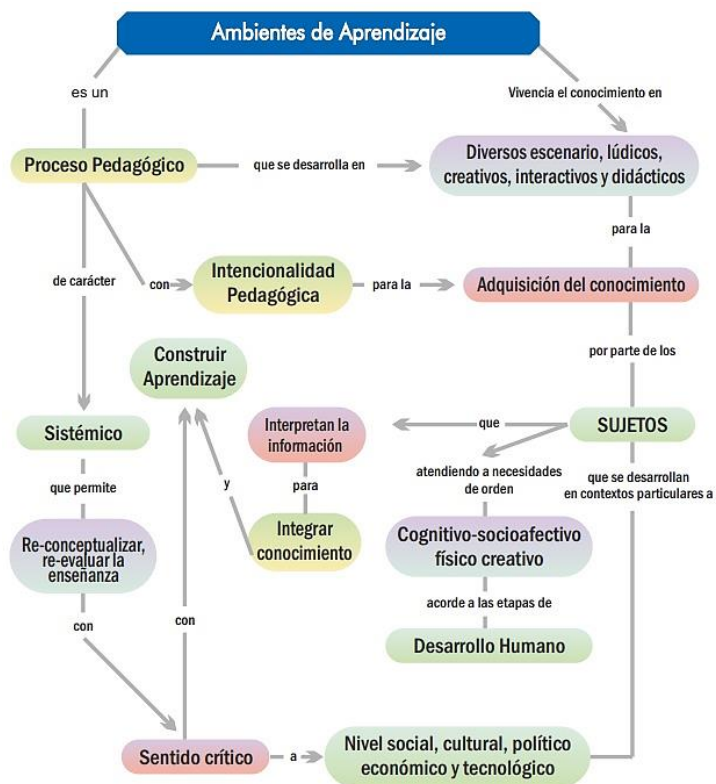 Ambientes de Aprendizaje
es un
Vivencia el conocimiento en
Proceso Pedagógico
que se desarrolla en
Diversos escenario, lúdicos,
creativos, interactivos y didácticos
para la
de carácter
con
Intencionalidad
Pedagógica
para la
Adquisición del conocimiento
por parte de los
Construir
Aprendizaje
Sistémico
Interpretan la
información
que
SUJETOS
que permite
y
para
atendiendo a necesidades
de orden
que se desarrollan
en contextos particulares a
Re-conceptualizar,
re-evaluar la
enseñanza
Integrar
conocimiento
Cognitivo-socioafectivo
físico creativo
con
con
acorde a las etapas de
Desarrollo Humano
Sentido crítico
a
Nivel social, cultural, político
económico y tecnológico